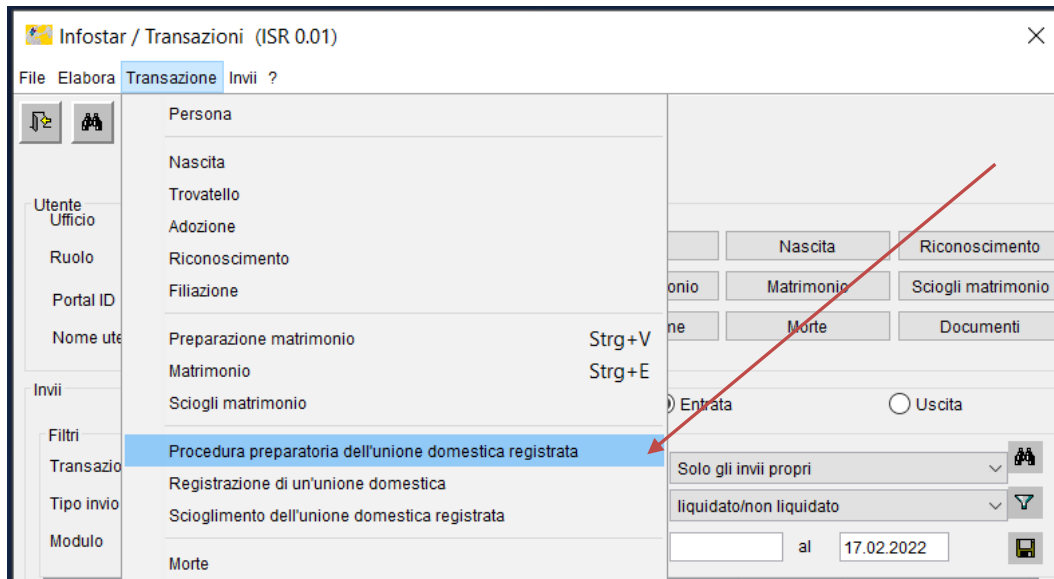 Infostar / Transazioni (ISR 0.01)
File Elabora Transazione Invii ?
Persona
Nascita
Trovatello
Adozione
Riconoscimento
Filiazione
Preparazione matrimonio Strg+V
Matrimonio Strg+E
Sciogli matrimonio
Procedura preparatoria dell'unione domestica registrata
Registrazione di un'unione domestica
Scioglimento dell'unione domestica registrata
Morte
Utente
Ufficio
Ruolo
Portal ID
Nome ute
Nascita Riconoscimento
onio Matrimonio Sciogli matrimonio
ne Morte Documenti
Invii
Entrata Uscita
Filtri
Transazio Solo gli invii propri
Tipo invio liquidato/non liquidato
Modulo al 17.02.2022